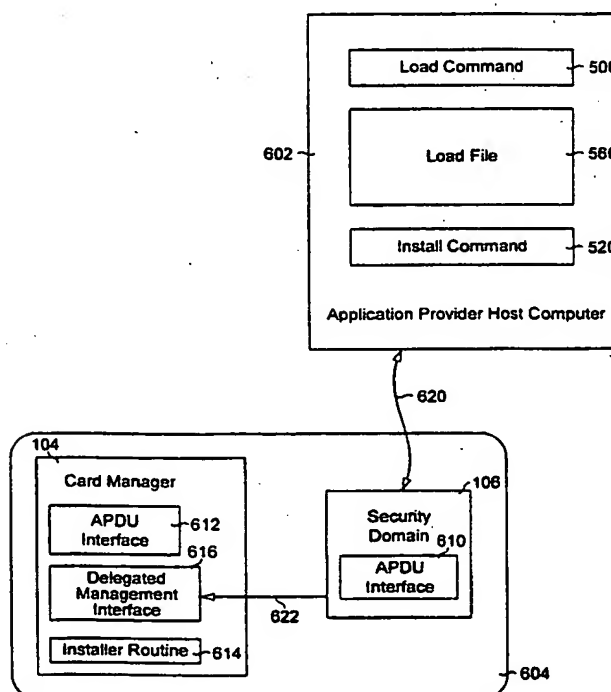 Load Command
500
602
Load File
560
Install Command
520
Application Provider Host Computer
620
104
Card Manager
106
APDU
Interface
612
Security
Domain
610
616
APDU
Interface
Delegated
Management
Interface
622
Installer Routine
614
604